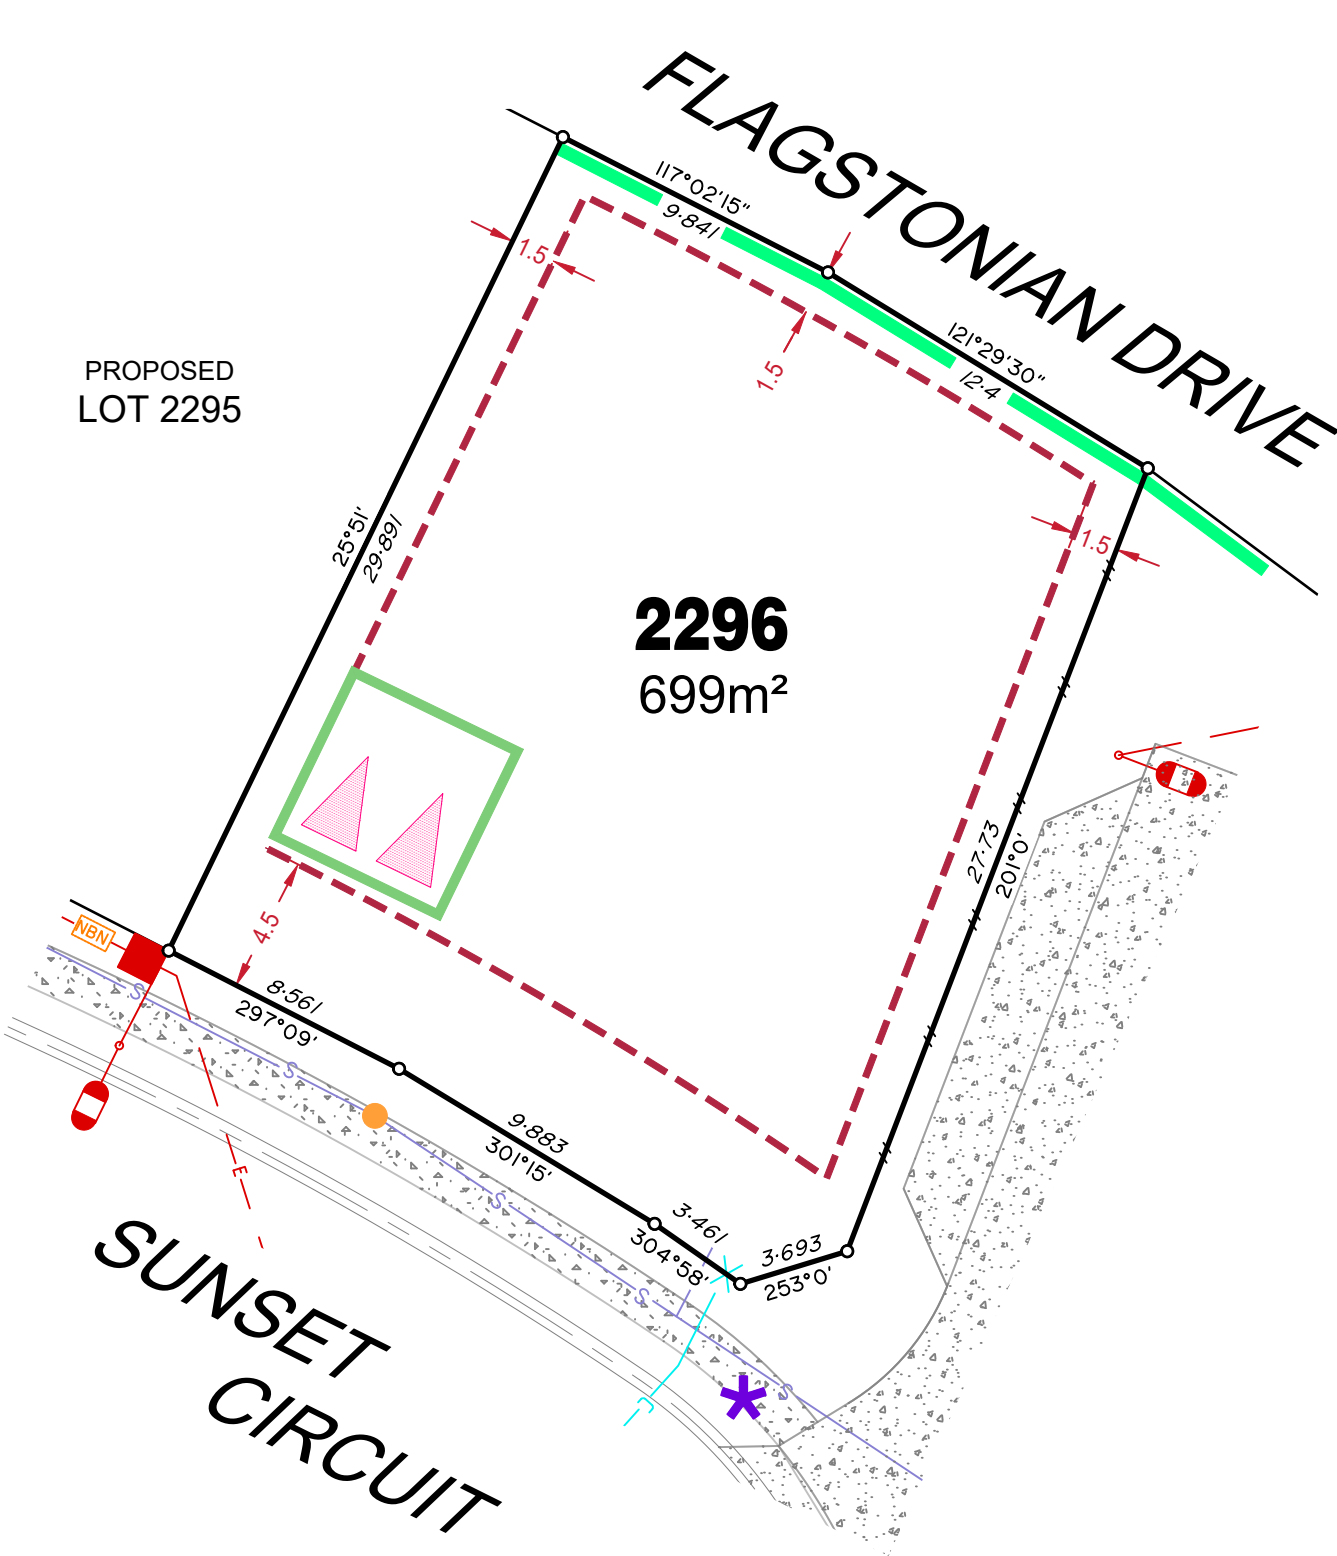 FLAGSTONIAN DRIVE
117°02'15"
9·841
1.5
1.5
121°29'30"
12·4
PROPOSED
LOT 2295
25°51'
29·891
1.5
2296
699m²
27·73
201°0'
4.5
NBN
8·561
297°09'
S
S
9·883
301°15'
E
S
3·461
304°58'
3·693
253°0'
S
S
SUNSET
CIRCUIT